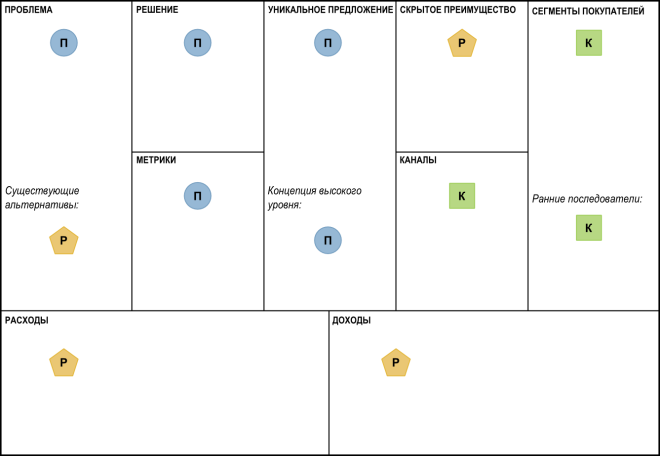 ПРОБЛЕМА
П
Существующие
альтернативы:
Р
РЕШЕНИЕ
П
МЕТРИКИ
П
УНИКАЛЬНОЕ ПРЕДЛОЖЕНИЕ
П
Концепция высокого
уровня:
П
СКРЫТОЕ ПРЕИМУЩЕСТВО
Р
КАНАЛЫ
К
СЕГМЕНТЫ ПОКУПАТЕЛЕЙ
К
Ранние последователи:
К
РАСХОДЫ
Р
ДОХОДЫ
Р